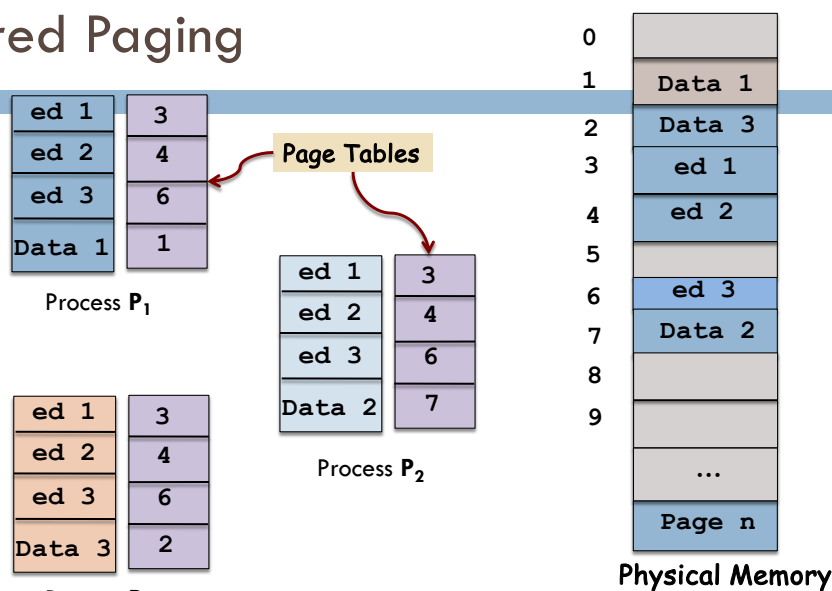 red Paging
ed 1 3
ed 2 4
ed 3 6
Data 1 1
Process P1
Page Tables
ed 1 3
ed 2 4
ed 3 6
Data 2 7
Process P2
ed 1 3
ed 2 4
ed 3 6
Data 3 2
0
1 Data 1
2 Data 3
3 ed 1
4 ed 2
5
6 ed 3
7 Data 2
8
9
...
Page n
Physical Memory